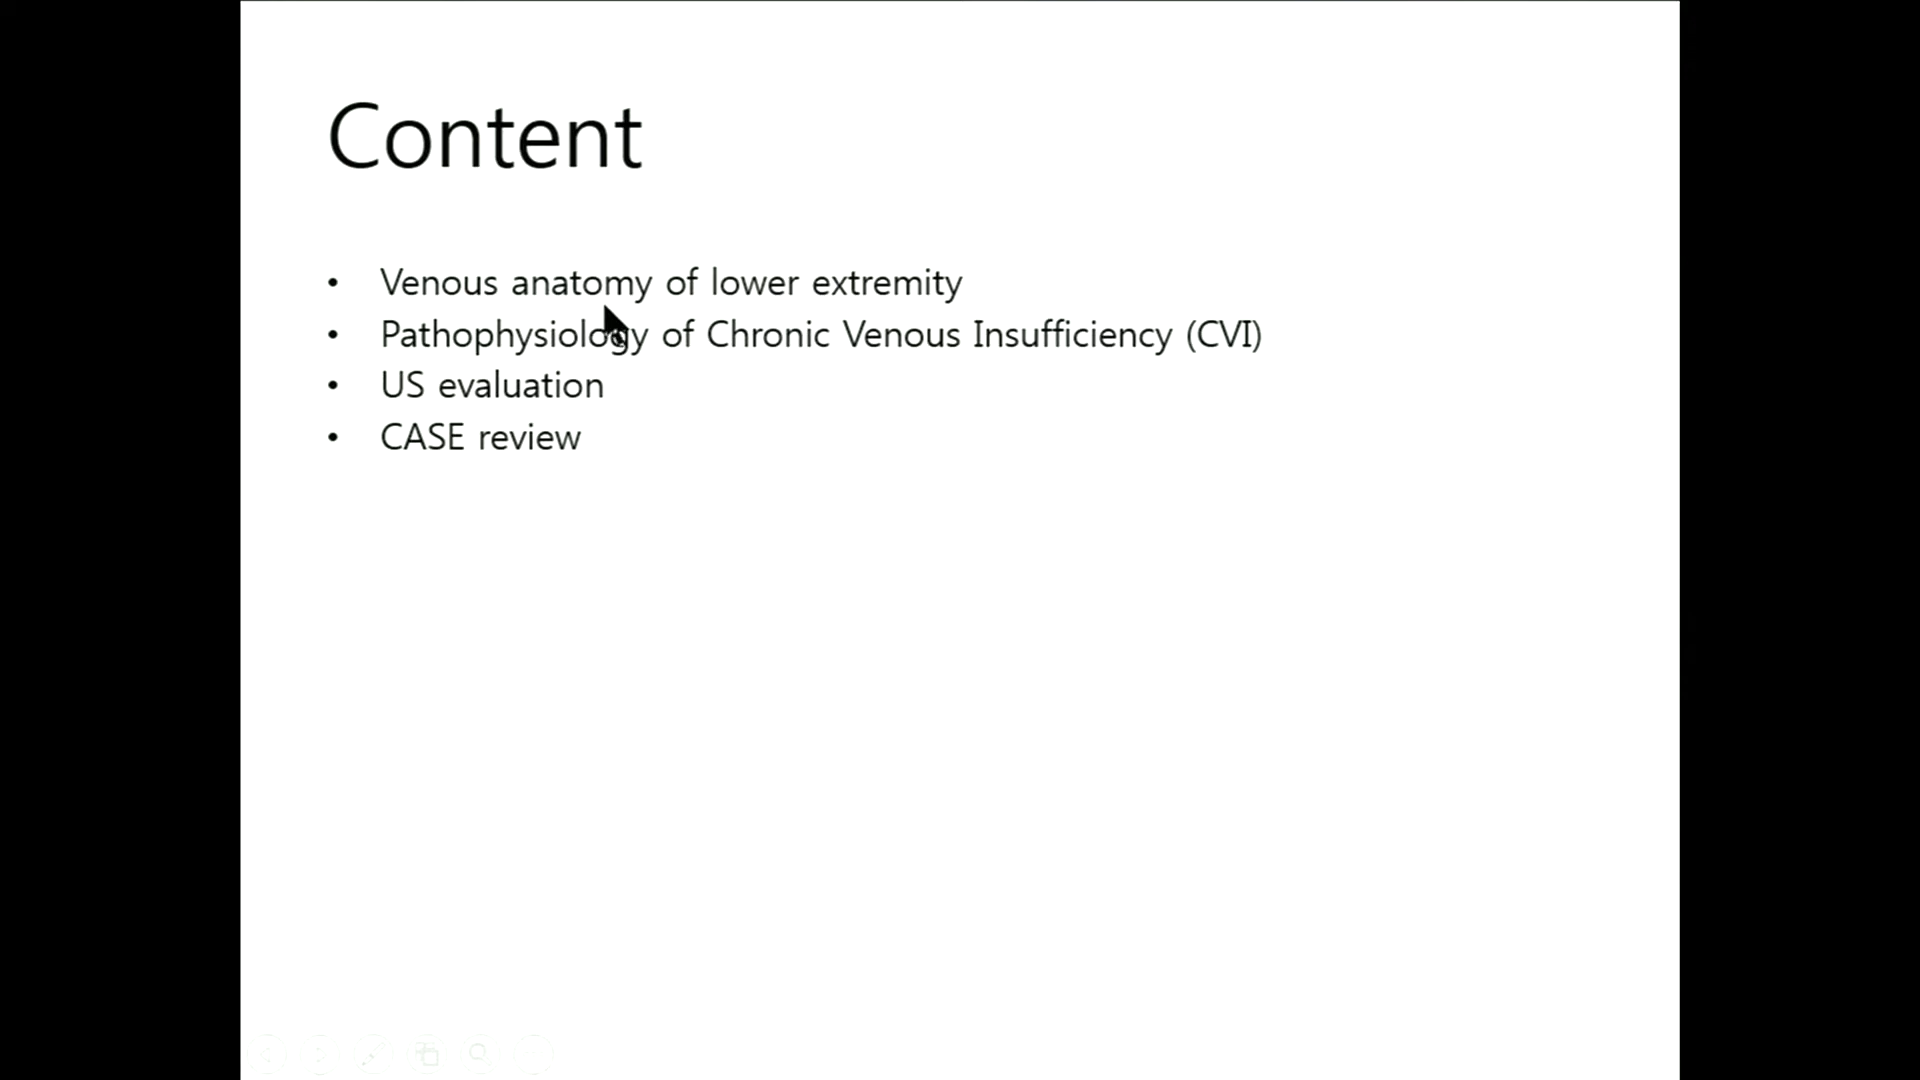 Content
• Venous anatomy of lower extremity
• Pathophysiology of Chronic Venous Insufficiency (CVI)
• US evaluation
• CASE review